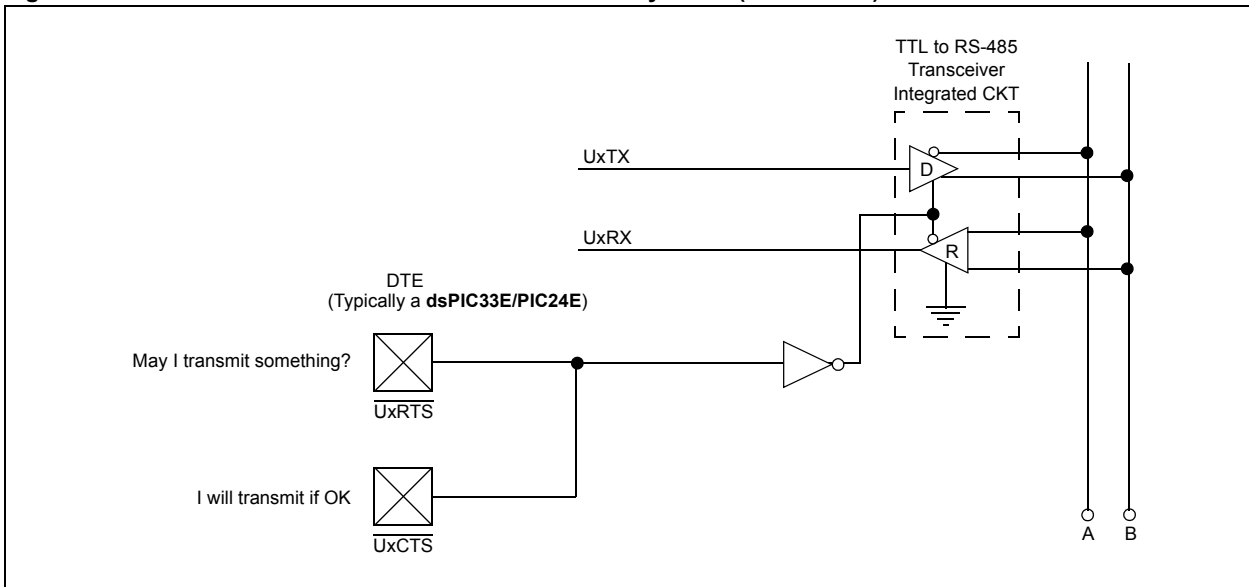 TTL to RS-485
Transceiver
Integrated CKT
UxTX
D
UxRX
R
DTE
(Typically a dsPIC33E/PIC24E)
May I transmit something?
UxRTS
I will transmit if OK
UxCTS
A B